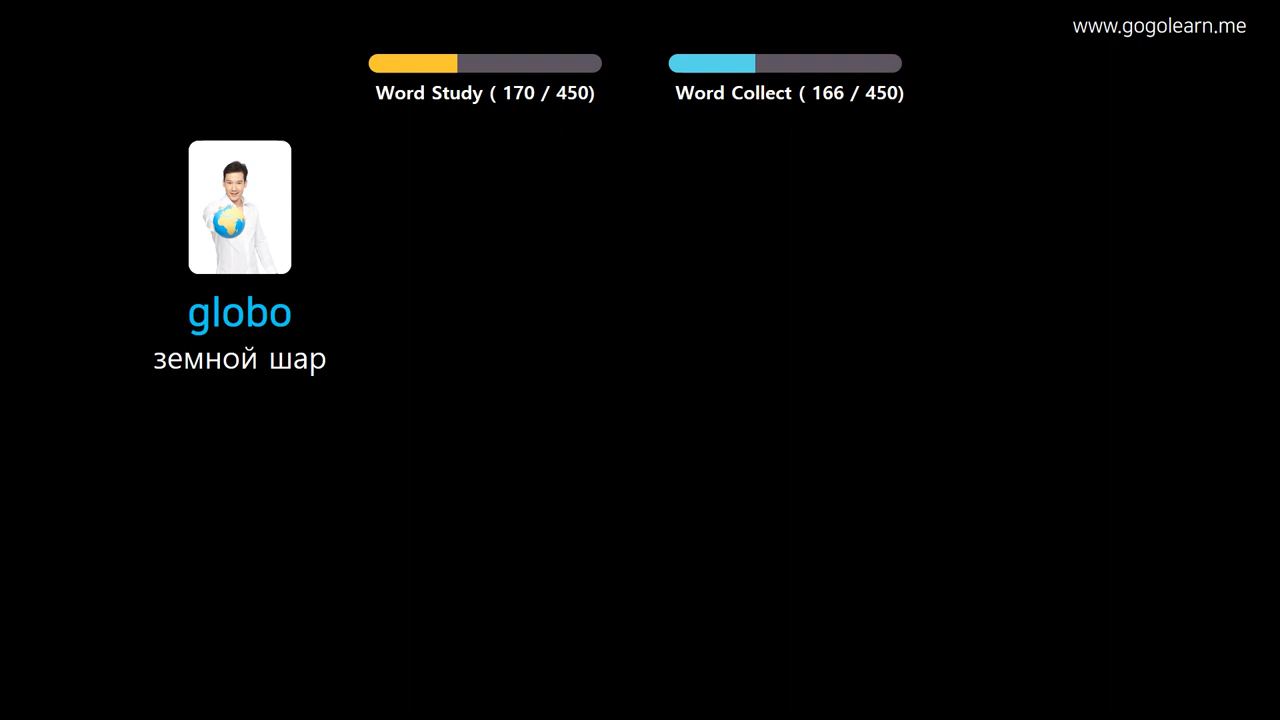 www.gogolearn.me
Word Study ( 170 / 450)
Word Collect ( 166 / 450)
globo
земной шар